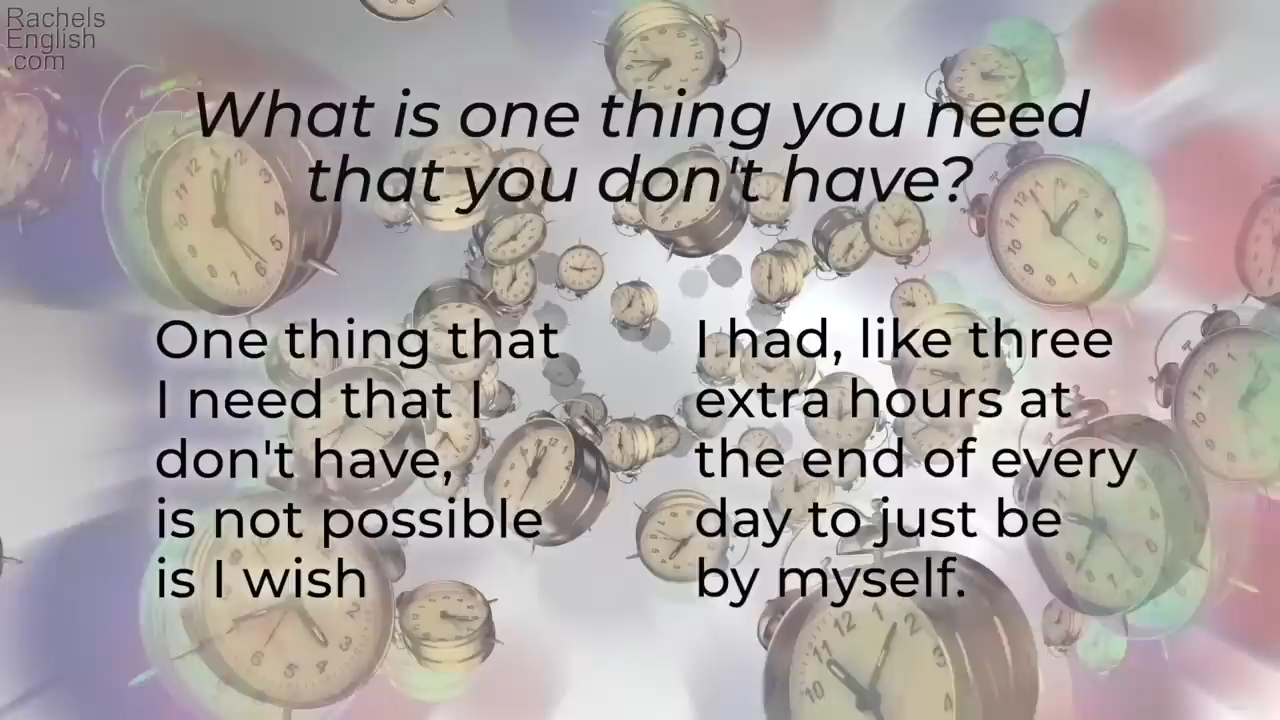 Rachels
English
.com
What is one thing you need
that you don't have?
One thing that
I need that I
don't have,
is not possible
is I wish
I had, like three
extra hours at
the end of every
day to just be
by myself.